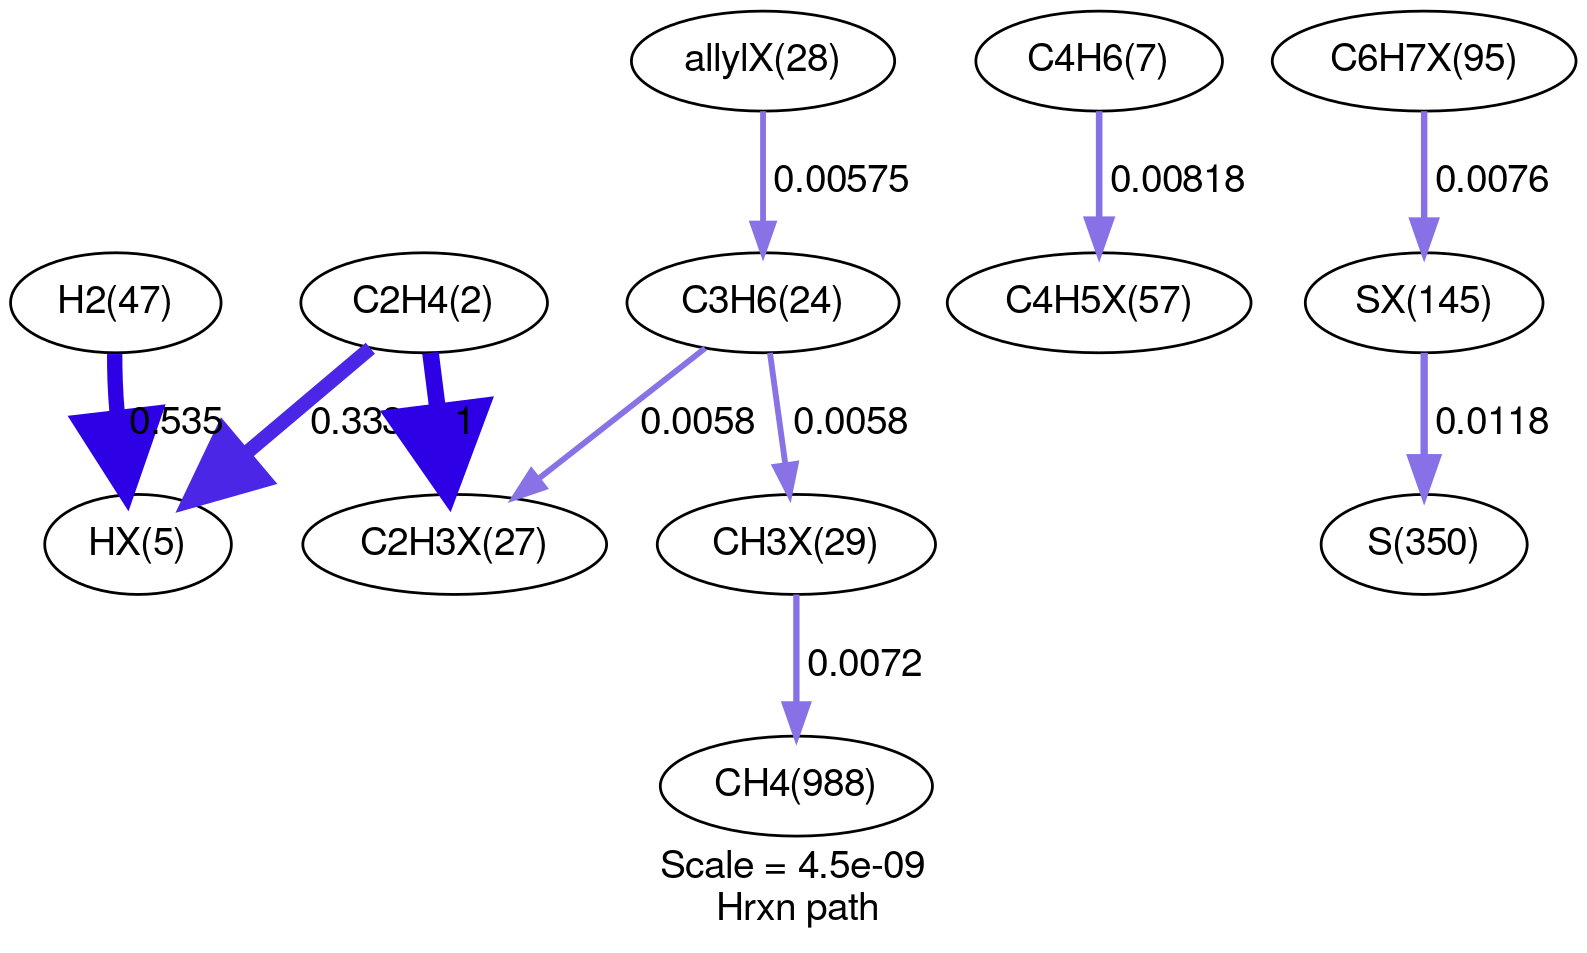 allylX(28)
C4H6(7)
C6H7X(95)
0.00575
0.00818
0.0076
H2(47)
C2H4(2)
C3H6(24)
C4H5X(57)
SX(145)
0.535
0.333
1
0.0058
0.0058
0.0118
HX(5)
C2H3X(27)
CH3X(29)
S(350)
0.0072
CH4(988)
Scale = 4.5e-09
Hrxn path